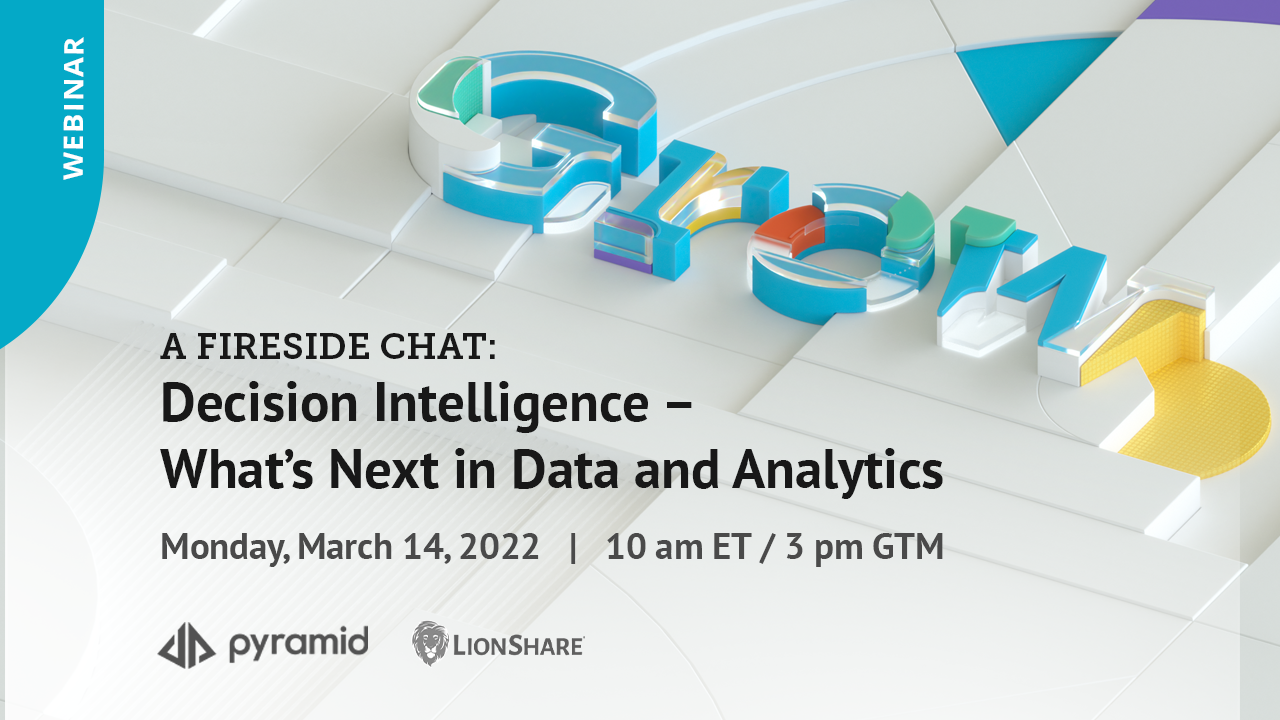 WEBINAR
Grow
A FIRESIDE CHAT:
Decision Intelligence –
What’s Next in Data and Analytics
Monday, March 14, 2022 | 10 am ET / 3 pm GTM
pyramid
LIONSHARE